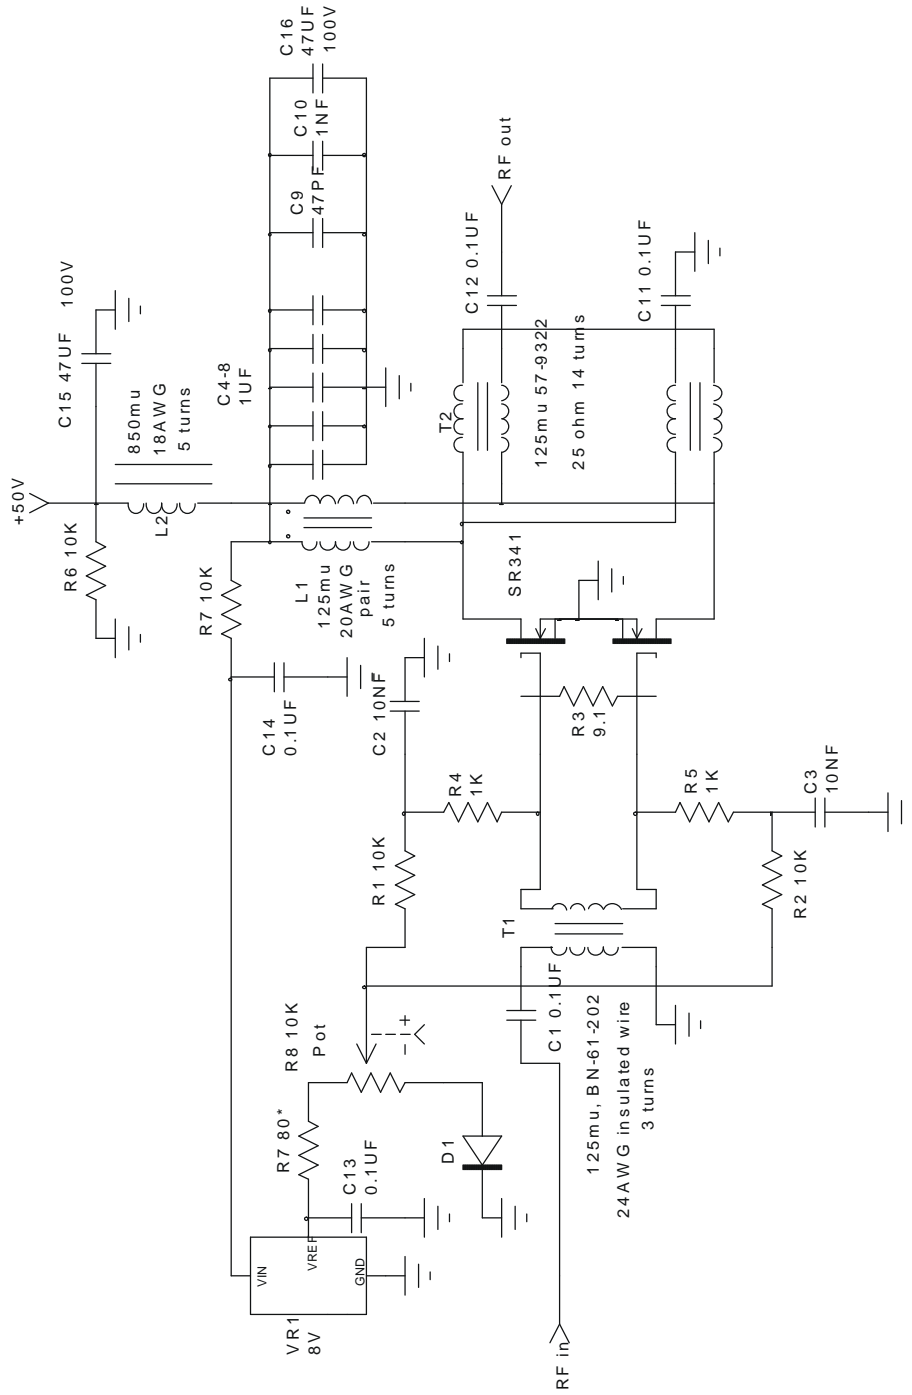 +50V
C15 47UF 100V
R6 10K
850mu
18AWG
5 turns
L2
C4-8
1UF
C9
47PF
C10
1NF
C16
47UF
100V
R7 10K
L1
125mu
20AWG
pair
5 turns
C14
0.1UF
C2 10NF
R4
1K
R1 10K
R8 10K
Pot
+
-
R7 80*
C13
0.1UF
D1
VIN
VREF
GND
VR1
8V
RF in
C1 0.1UF
T1
125mu, BN-61-202
24AWG insulated wire
3 turns
R2 10K
C3
10NF
R5
1K
R3
9.1
SR341
T2
125mu 57-9322
25 ohm 14 turns
C12 0.1UF
RF out
C11 0.1UF